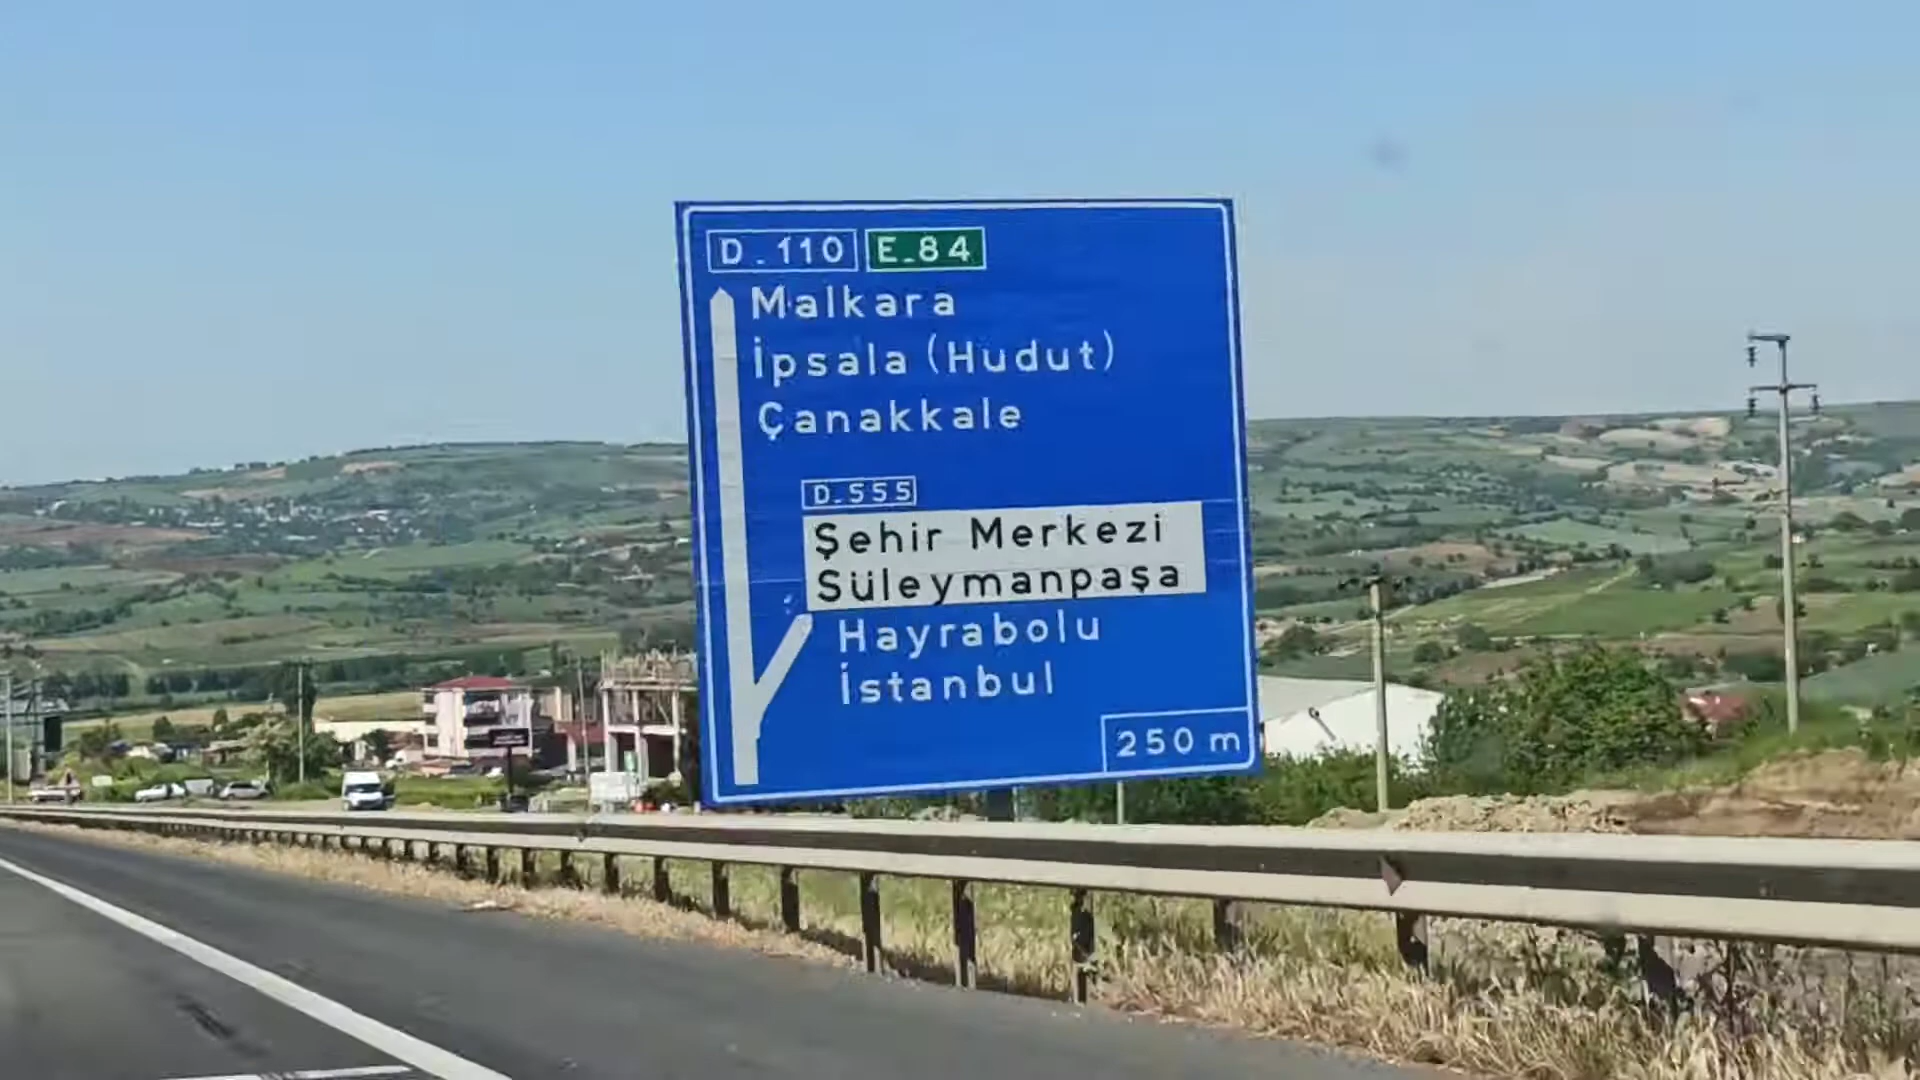 D.110 E.84
Malkara
İpsala (Hudut)
Çanakkale
D.555
Şehir Merkezi
Süleymanpaşa
Hayrabolu
İstanbul
250 m